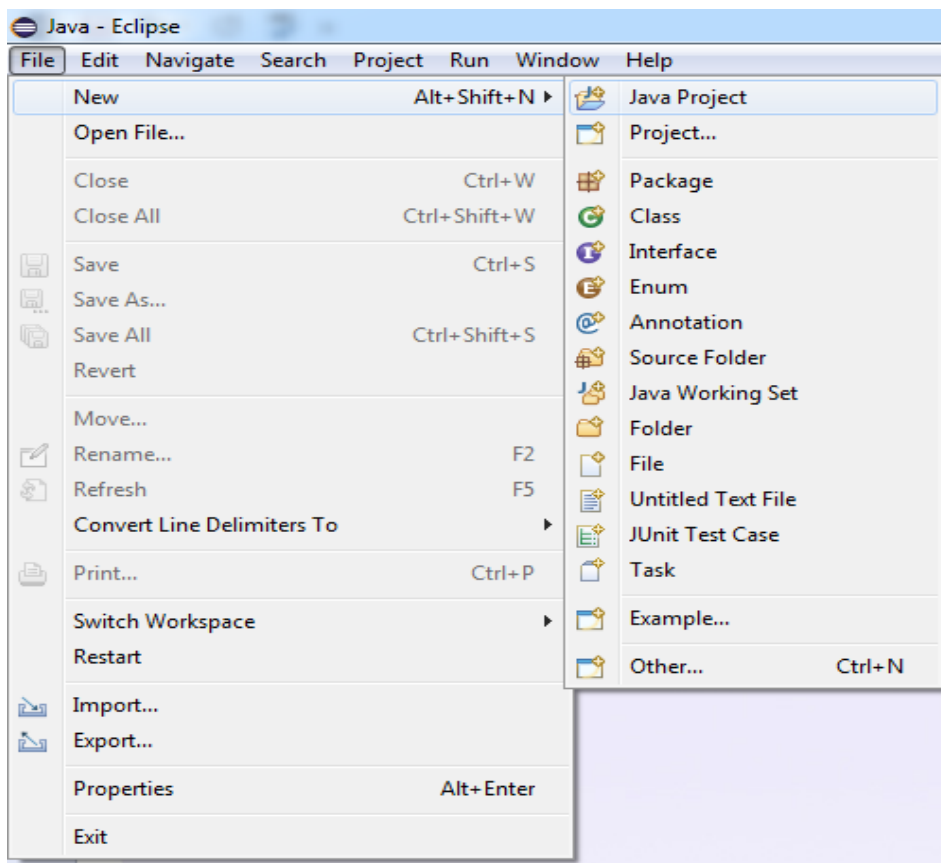 Java - Eclipse
File Edit Navigate Search Project Run Window Help
New Alt+Shift+N
Open File...
Close Ctrl+W
Close All Ctrl+Shift+W
Save Ctrl+S
Save As...
Save All Ctrl+Shift+S
Revert
Move...
Rename... F2
Refresh F5
Convert Line Delimiters To
Print... Ctrl+P
Switch Workspace
Restart
Import...
Export...
Properties Alt+Enter
Exit
Java Project
Project...
Package
Class
Interface
Enum
Annotation
Source Folder
Java Working Set
Folder
File
Untitled Text File
JUnit Test Case
Task
Example...
Other... Ctrl+N